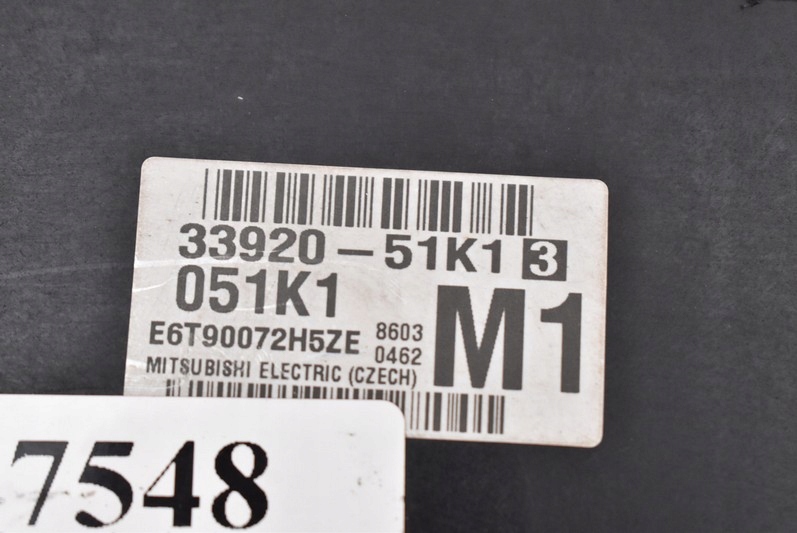 33920-51K1 3
051K1
M1
E6T90072H5ZE 8603
0462
MITSUBISHI ELECTRIC (CZECH)
7548